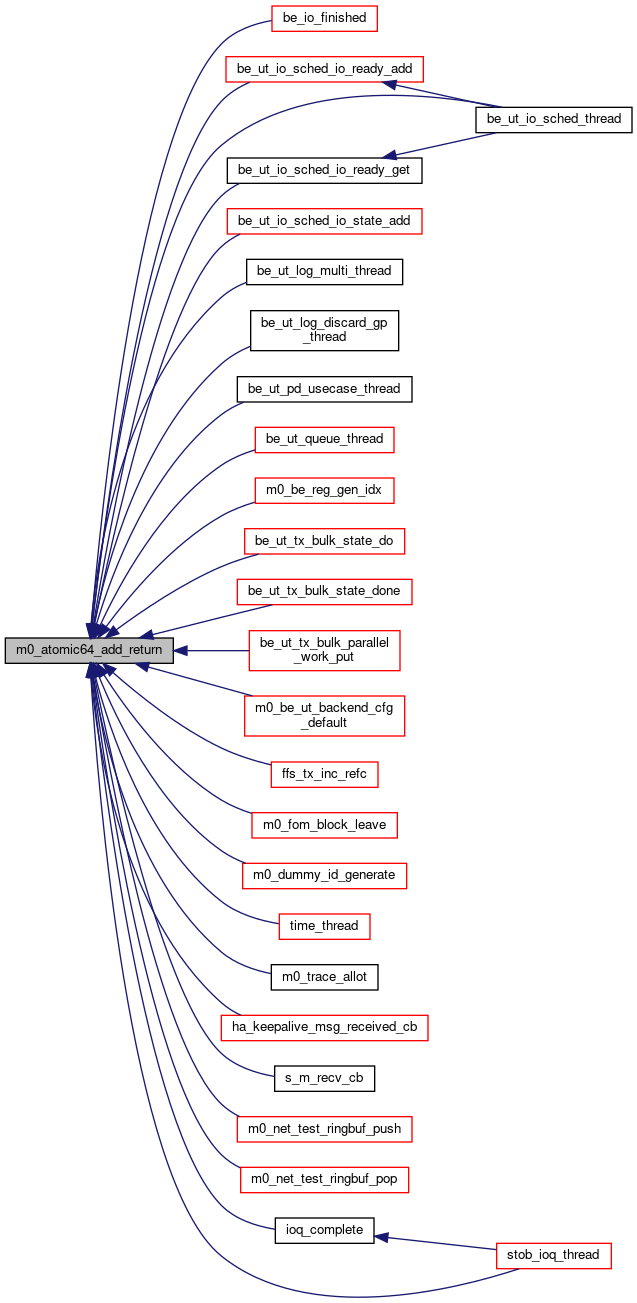 be_io_finished
be_ut_io_sched_io_ready_add
be_ut_io_sched_thread
be_ut_io_sched_io_ready_get
be_ut_io_sched_io_state_add
be_ut_log_multi_thread
be_ut_log_discard_gp
_thread
be_ut_pd_usecase_thread
be_ut_queue_thread
m0_be_reg_gen_idx
be_ut_tx_bulk_state_do
be_ut_tx_bulk_state_done
m0_atomic64_add_return
be_ut_tx_bulk_parallel
_work_put
m0_be_ut_backend_cfg
_default
ffs_tx_inc_refc
m0_fom_block_leave
m0_dummy_id_generate
time_thread
m0_trace_allot
ha_keepalive_msg_received_cb
s_m_recv_cb
m0_net_test_ringbuf_push
m0_net_test_ringbuf_pop
ioq_complete
stob_ioq_thread